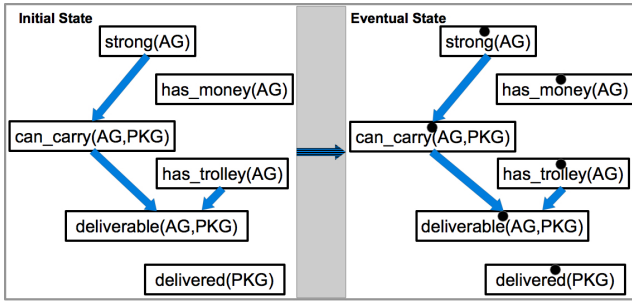 Initial State
strong(AG)
has_money(AG)
can_carry(AG,PKG)
has_trolley(AG)
deliverable(AG,PKG)
delivered(PKG)
Eventual State
strong(AG)
has_money(AG)
can_carry(AG,PKG)
has_trolley(AG)
deliverable(AG,PKG)
delivered(PKG)